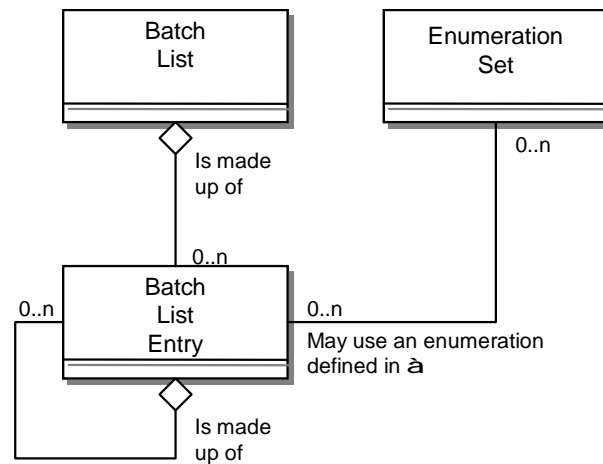 Batch
List
Enumeration
Set
0..n
Is made
up of
0..n
0..n
Batch
List
Entry
0..n
May use an enumeration
defined in à
Is made
up of